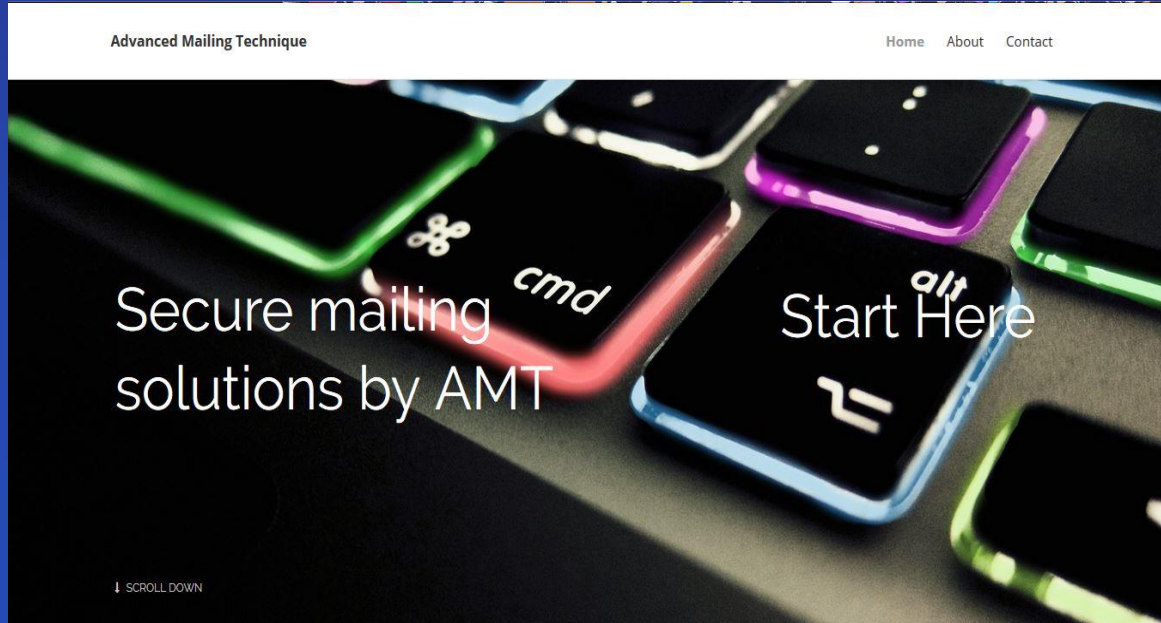 Advanced Mailing Technique
Home About Contact
Secure mailing
solutions by AMT
Start Here
cmd
alt
SCROLL DOWN